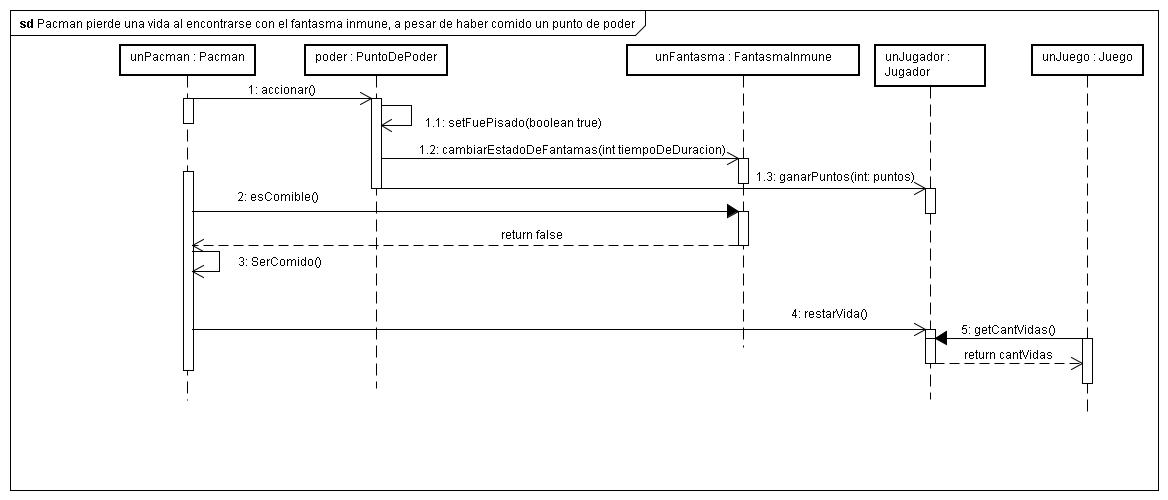 sd Pacman pierde una vida al encontrarse con el fantasma inmune, a pesar de haber comido un punto de poder
unPacman : Pacman
poder : PuntoDePoder
unFantasma : FantasmaInmune
unJugador :
Jugador
unJuego : Juego
1: accionar()
1.1: setFuePisado(boolean true)
1.2: cambiarEstadoDeFantamas(int tiempoDeDuracion)
1.3: ganarPuntos(int: puntos)
2: esComible()
return false
3: SerComido()
4: restarVida()
5: getCantVidas()
return cantVidas